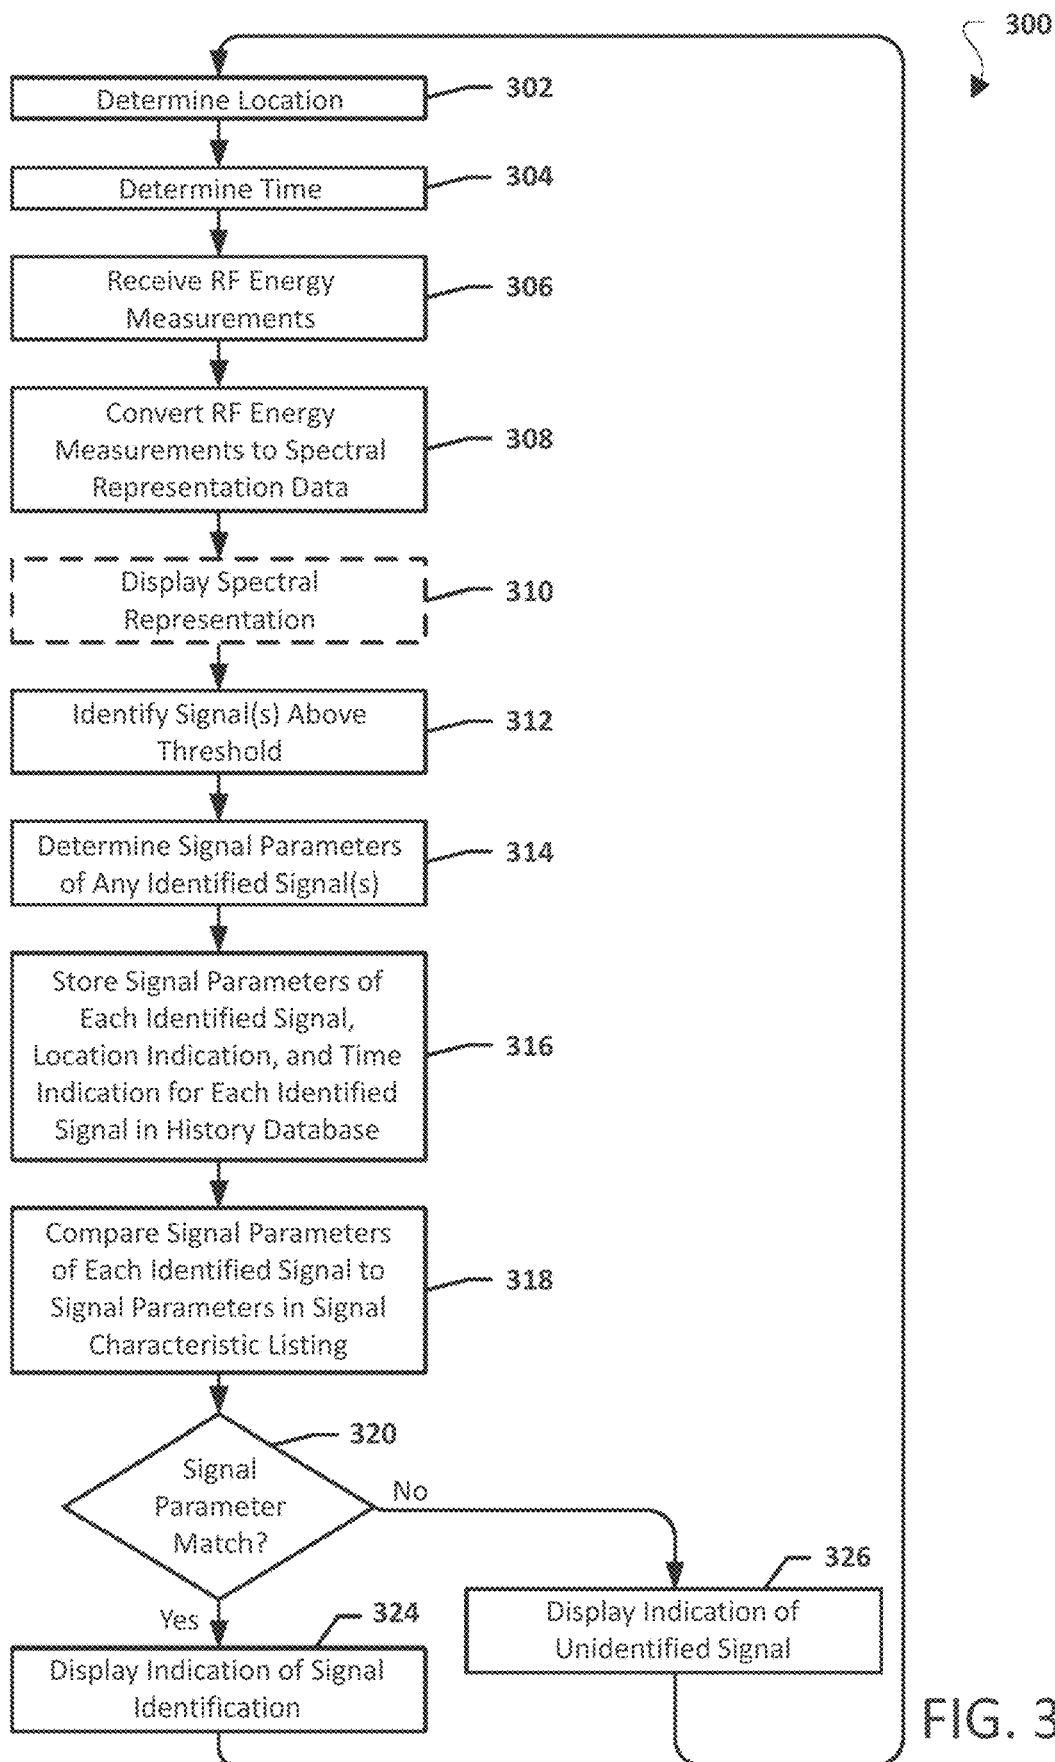 300
Determine Location
302
Determine Time
304
Receive RF Energy
Measurements
306
Convert RF Energy
Measurements to Spectral
Representation Data
308
Display Spectral
Representation
310
Identify Signal(s) Above
Threshold
312
Determine Signal Parameters
of Any Identified Signal(s)
314
Store Signal Parameters of
Each Identified Signal,
Location Indication, and Time
Indication for Each Identified
Signal in History Database
316
Compare Signal Parameters
of Each Identified Signal to
Signal Parameters in Signal
Characteristic Listing
318
320
Signal
Parameter
Match?
No
326
Display Indication of
Unidentified Signal
Yes
324
Display Indication of Signal
Identification
FIG. 3